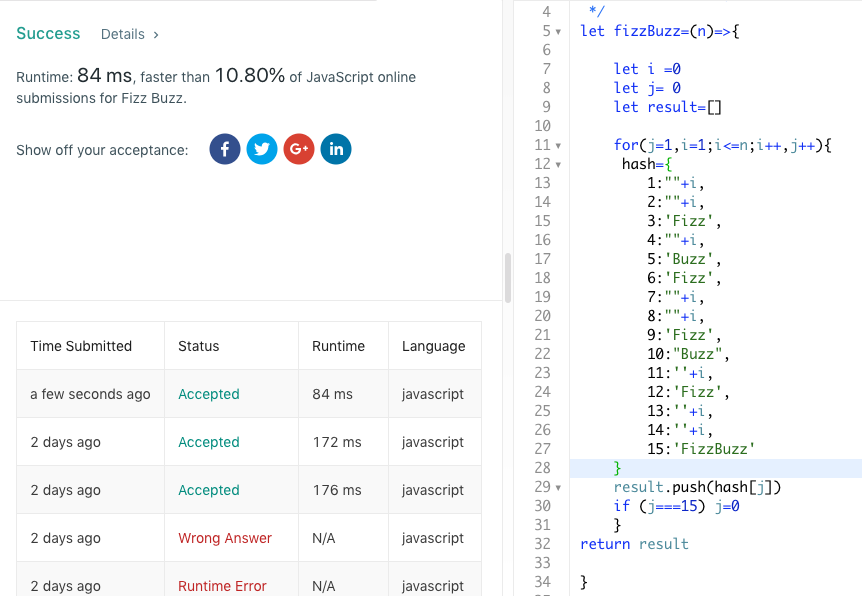 Success Details >
Runtime: 84 ms, faster than 10.80% of JavaScript online
submissions for Fizz Buzz.
Show off your acceptance: f G+ in
Time Submitted Status Runtime Language
a few seconds ago Accepted 84 ms javascript
2 days ago Accepted 172 ms javascript
2 days ago Accepted 176 ms javascript
2 days ago Wrong Answer N/A javascript
2 days ago Runtime Error N/A javascript
4 */
5 let fizzBuzz=(n)=>{
6
7 let i =0
8 let j= 0
9 let result=[]
10
11 for(j=1,i=1;i<=n;i++,j++){
12 hash={
13 1:""+i,
14 2:""+i,
15 3:'Fizz',
16 4:""+i,
17 5:'Buzz',
18 6:'Fizz',
19 7:""+i,
20 8:""+i,
21 9:'Fizz',
22 10:"Buzz",
23 11:''+i,
24 12:'Fizz',
25 13:''+i,
26 14:''+i,
27 15:'FizzBuzz'
28 }
29 result.push(hash[j])
30 if (j===15) j=0
31 }
32 return result
33
34 }